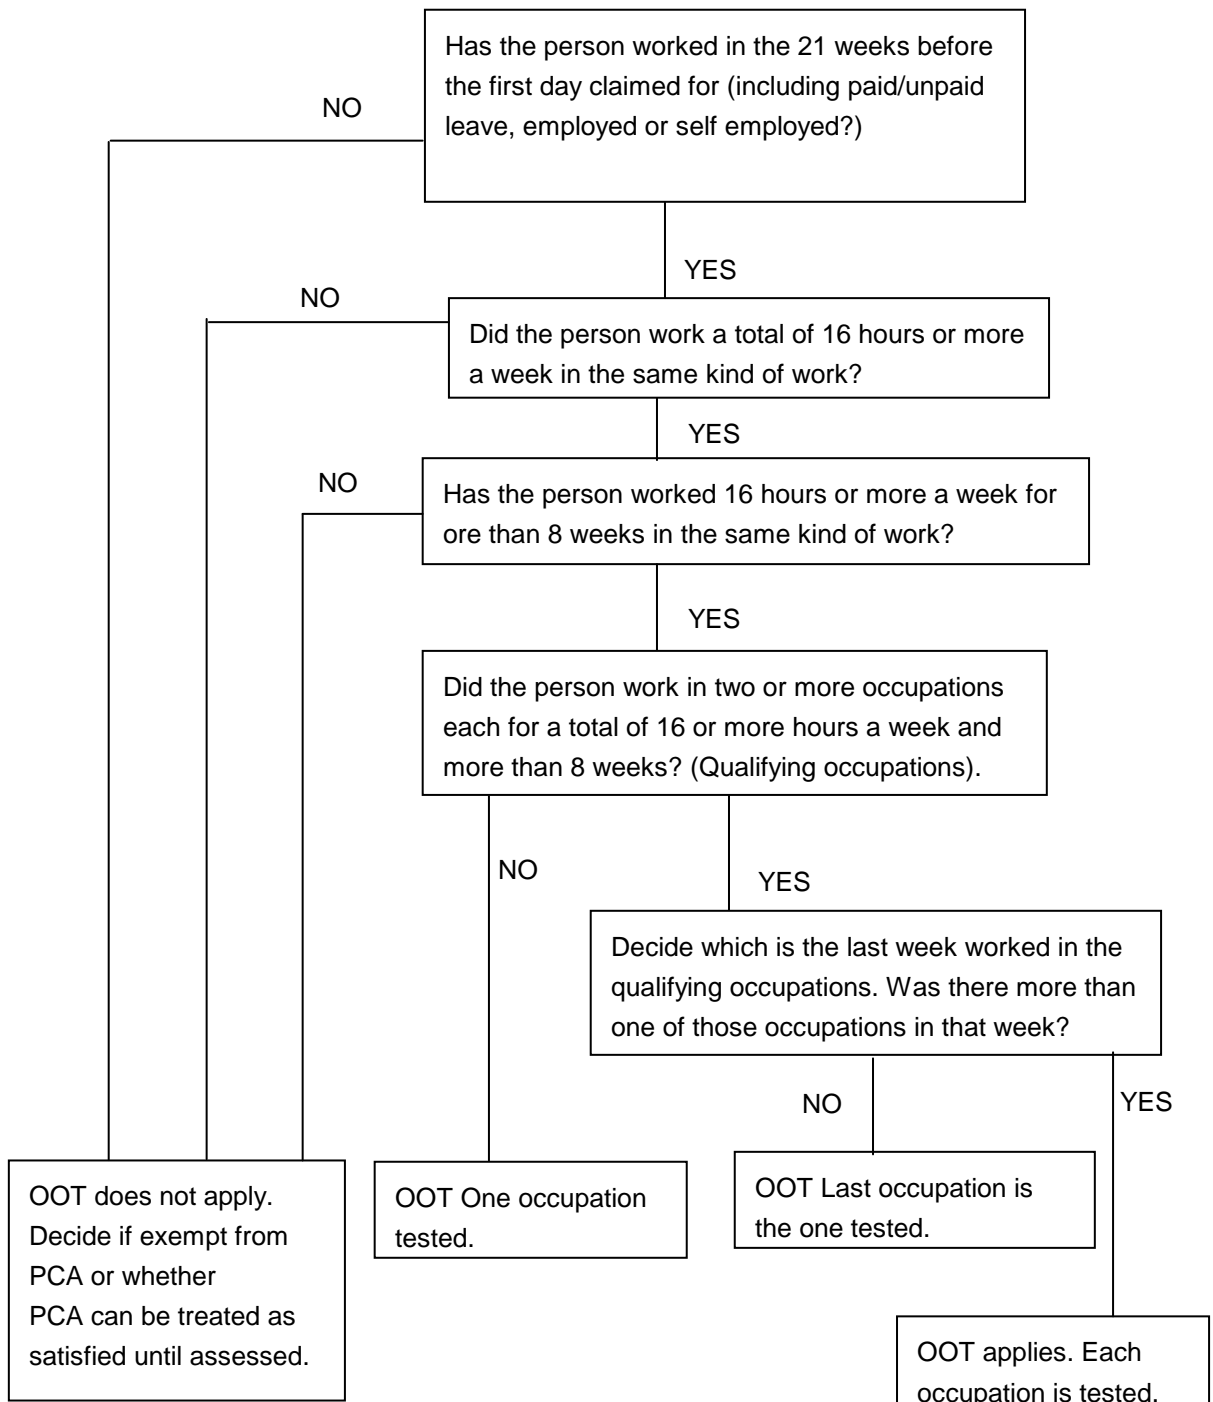 Has the person worked in the 21 weeks before
the first day claimed for (including paid/unpaid
leave, employed or self employed?)
NO
YES
NO
Did the person work a total of 16 hours or more
a week in the same kind of work?
YES
NO
Has the person worked 16 hours or more a week for
ore than 8 weeks in the same kind of work?
YES
Did the person work in two or more occupations
each for a total of 16 or more hours a week and
more than 8 weeks? (Qualifying occupations).
NO
YES
Decide which is the last week worked in the
qualifying occupations. Was there more than
one of those occupations in that week?
NO
YES
OOT does not apply.
Decide if exempt from
PCA or whether
PCA can be treated as
satisfied until assessed.
OOT One occupation
tested.
OOT Last occupation is
the one tested.
OOT applies. Each
occupation is tested.